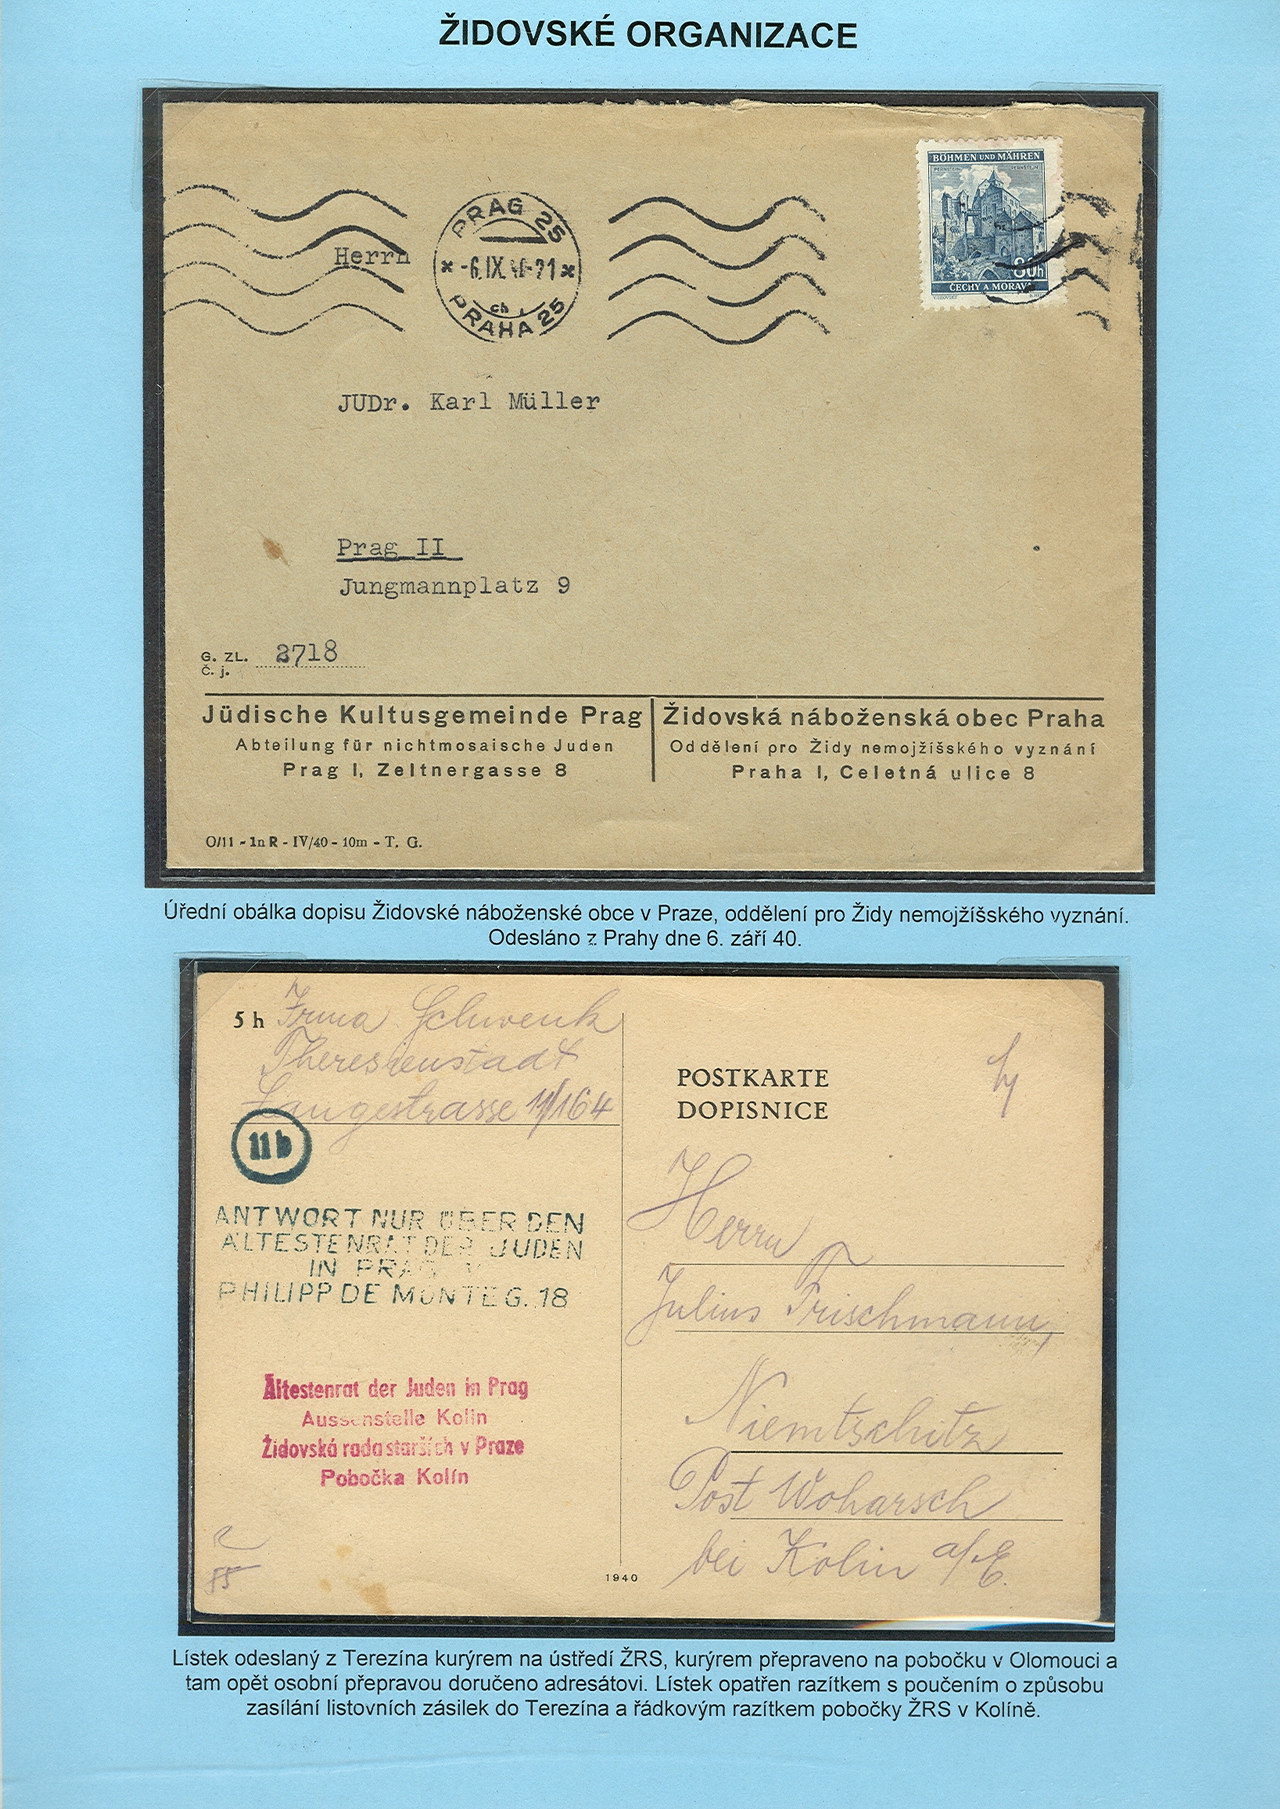 ŽIDOVSKÉ ORGANIZACE
BÖHMEN UND MÄHREN
80h
ČECHY A MORAVA
PRAG 25
-6.IX.40-21
ch
PRAHA 25
Herrn
JUDr. Karl Müller
Prag II
Jungmannplatz 9
G. ZL. 2718
Č. j.
Jüdische Kultusgemeinde Prag
Abteilung für nichtmosaische Juden
Prag I, Zeltnergasse 8
Židovská náboženská obec Praha
Oddělení pro Židy nemojžíšského vyznání
Praha I, Celetná ulice 8
O/11 - 1n R - IV/40 - 10m - T. G.
Úřední obálka dopisu Židovské náboženské obce v Praze, oddělení pro Židy nemojžíšského vyznání.
Odesláno z Prahy dne 6. září 40.
5 h Irma Schwenk
Theresienstadt
Langestrasse 11/164
11b
ANTWORT NUR ÜBER DEN
ÄLTESTENRAT DER JUDEN
IN PRAG V
PHILIPP DE MONTE G. 18
Ältestenrat der Juden in Prag
Aussenstelle Kolin
Židovská rada starších v Praze
Pobočka Kolín
1940
POSTKARTE
DOPISNICE
Herrn
Julius Frischmann,
Niemtschitz
Post Woharsch
bei Kolin a/E.
Lístek odeslaný z Terezína kurýrem na ústředí ŽRS, kurýrem přepraveno na pobočku v Olomouci a
tam opět osobní přepravou doručeno adresátovi. Lístek opatřen razítkem s poučením o způsobu
zasílání listovních zásilek do Terezína a řádkovým razítkem pobočky ŽRS v Kolíně.